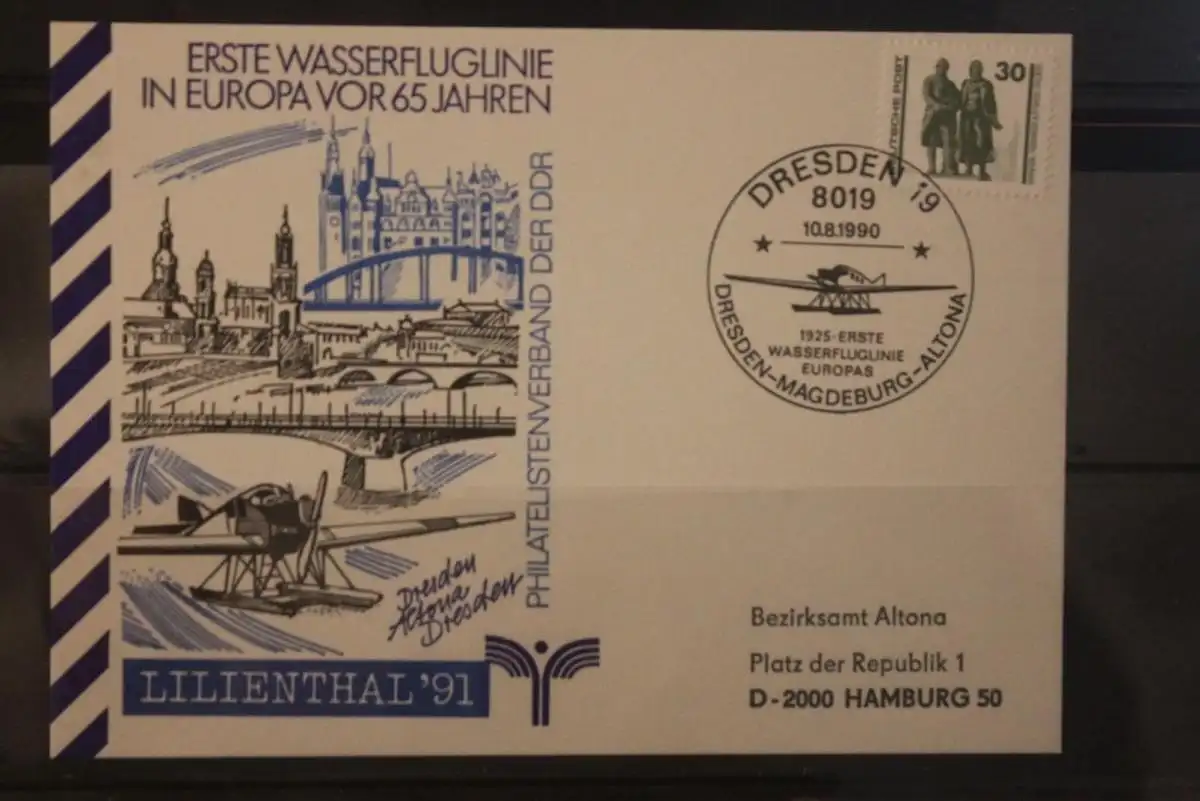 ERSTE WASSERFLUGLINIE
IN EUROPA VOR 65 JAHREN
PHILATELISTENVERBAND DER DDR
Dresden
Altona
Dresden
LILIENTHAL '91
30
DEUTSCHE POST
DRESDEN 19
8019
10.8.1990
1925-ERSTE
WASSERFLUGLINIE
EUROPAS
DRESDEN-MAGDEBURG-ALTONA
Bezirksamt Altona
Platz der Republik 1
D-2000 HAMBURG 50